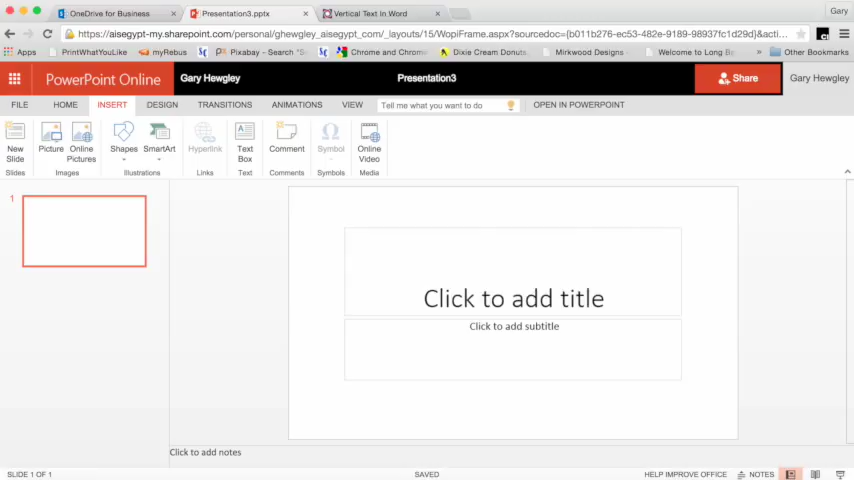 OneDrive for Business
Presentation3.pptx
Vertical Text In Word
Gary
https://aisegypt-my.sharepoint.com/personal/ghewgley_aisegypt_com/_layouts/15/WopiFrame.aspx?sourcedoc={b011b276-ec53-482e-9189-98937fc1d29d}&acti...
Apps
PrintWhatYouLike
myRebus
Pixabay - Search "S
Chrome and Chromi
Dixie Cream Donuts
Mirkwood Designs
Welcome to Long Be
»
Other Bookmarks
PowerPoint Online
Gary Hewgley
Presentation3
Share
Gary Hewgley
FILE
HOME
INSERT
DESIGN
TRANSITIONS
ANIMATIONS
VIEW
Tell me what you want to do
OPEN IN POWERPOINT
New Slide
Picture
Online Pictures
Shapes
SmartArt
Hyperlink
Text Box
Comment
Symbol
Online Video
Slides
Images
Illustrations
Links
Text
Comments
Symbols
Media
1
Click to add title
Click to add subtitle
Click to add notes
SLIDE 1 OF 1
SAVED
HELP IMPROVE OFFICE
NOTES